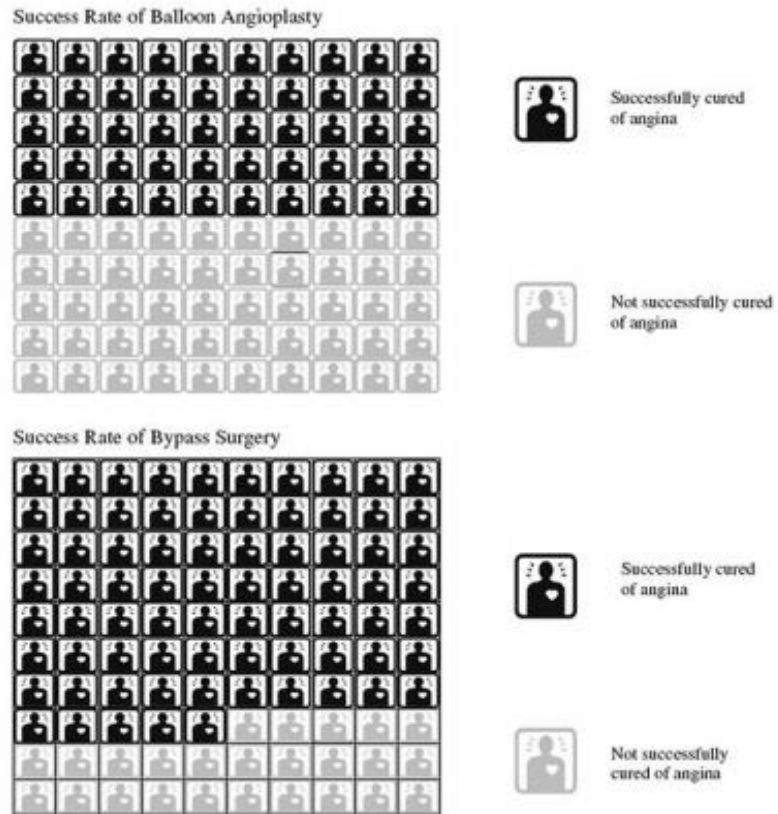 Success Rate of Balloon Angioplasty
Successfully cured
of angina
Not successfully cured
of angina
Success Rate of Bypass Surgery
Successfully cured
of angina
Not successfully
cured of angina